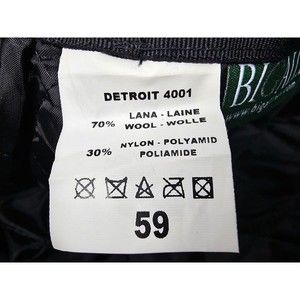 DETROIT 4001
70% LANA - LAINE
WOOL - WOLLE
30% NYLON - POLYAMID
POLIAMIDE
59